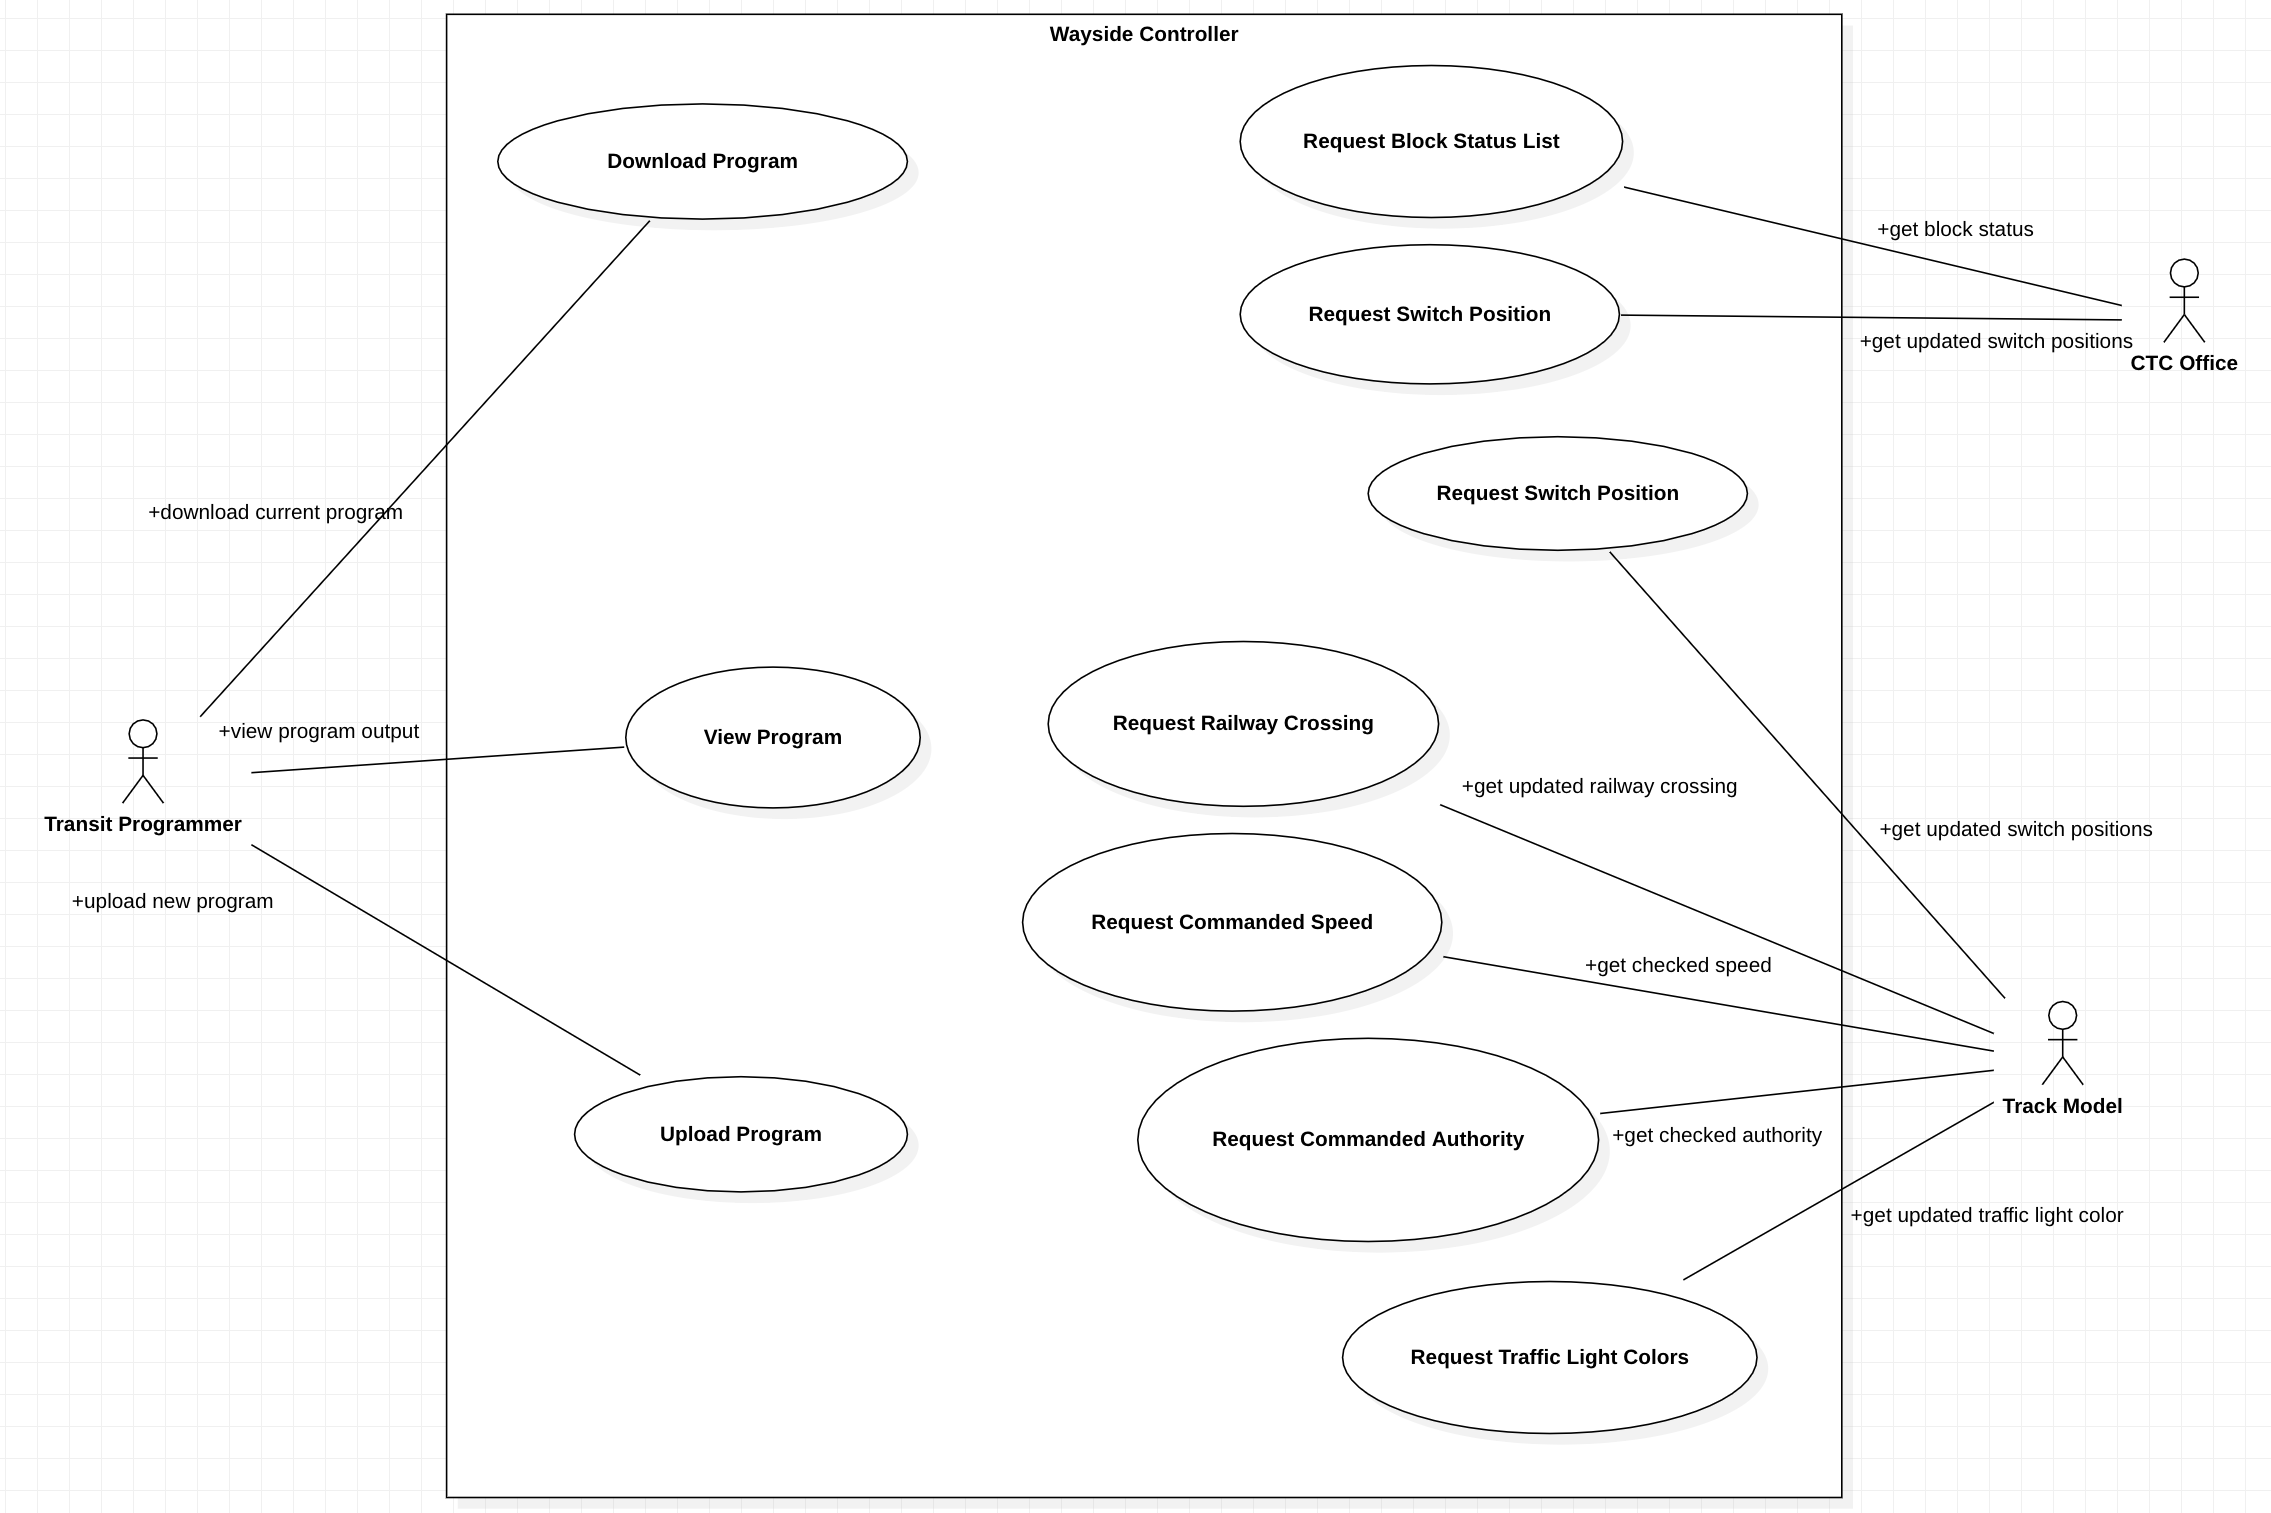 Wayside Controller
Request Block Status List
Download Program
+get block status
Request Switch Position
+get updated switch positions
CTC Office
Request Switch Position
+download current program
Request Railway Crossing
+view program output
View Program
+get updated railway crossing
Transit Programmer
+get updated switch positions
+upload new program
Request Commanded Speed
+get checked speed
Track Model
Upload Program
Request Commanded Authority
+get checked authority
+get updated traffic light color
Request Traffic Light Colors